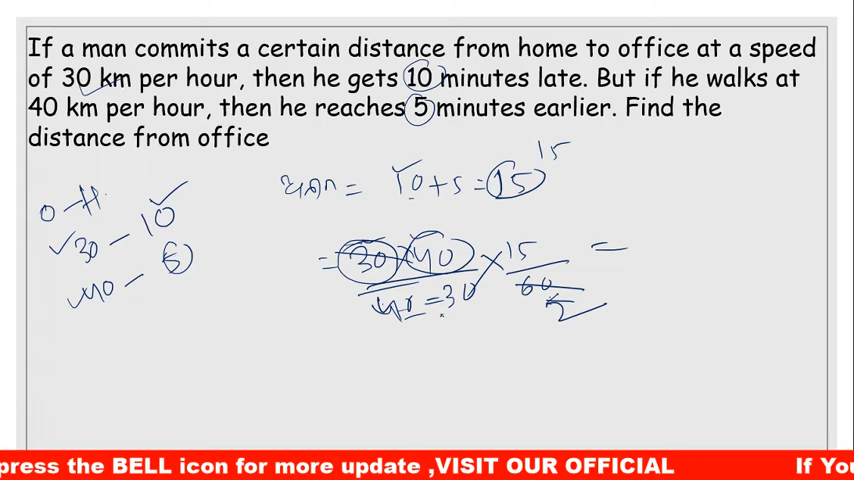 If a man commits a certain distance from home to office at a speed
of 30 km per hour, then he gets 10 minutes late. But if he walks at
40 km per hour, then he reaches 5 minutes earlier. Find the
distance from office
15
= 10 + 5 = 15
0 - H
30 - 10
40 - 5
= 30 × 40 × 15 =
40 = 30 60
2
press the BELL icon for more update ,VISIT OUR OFFICIAL If You